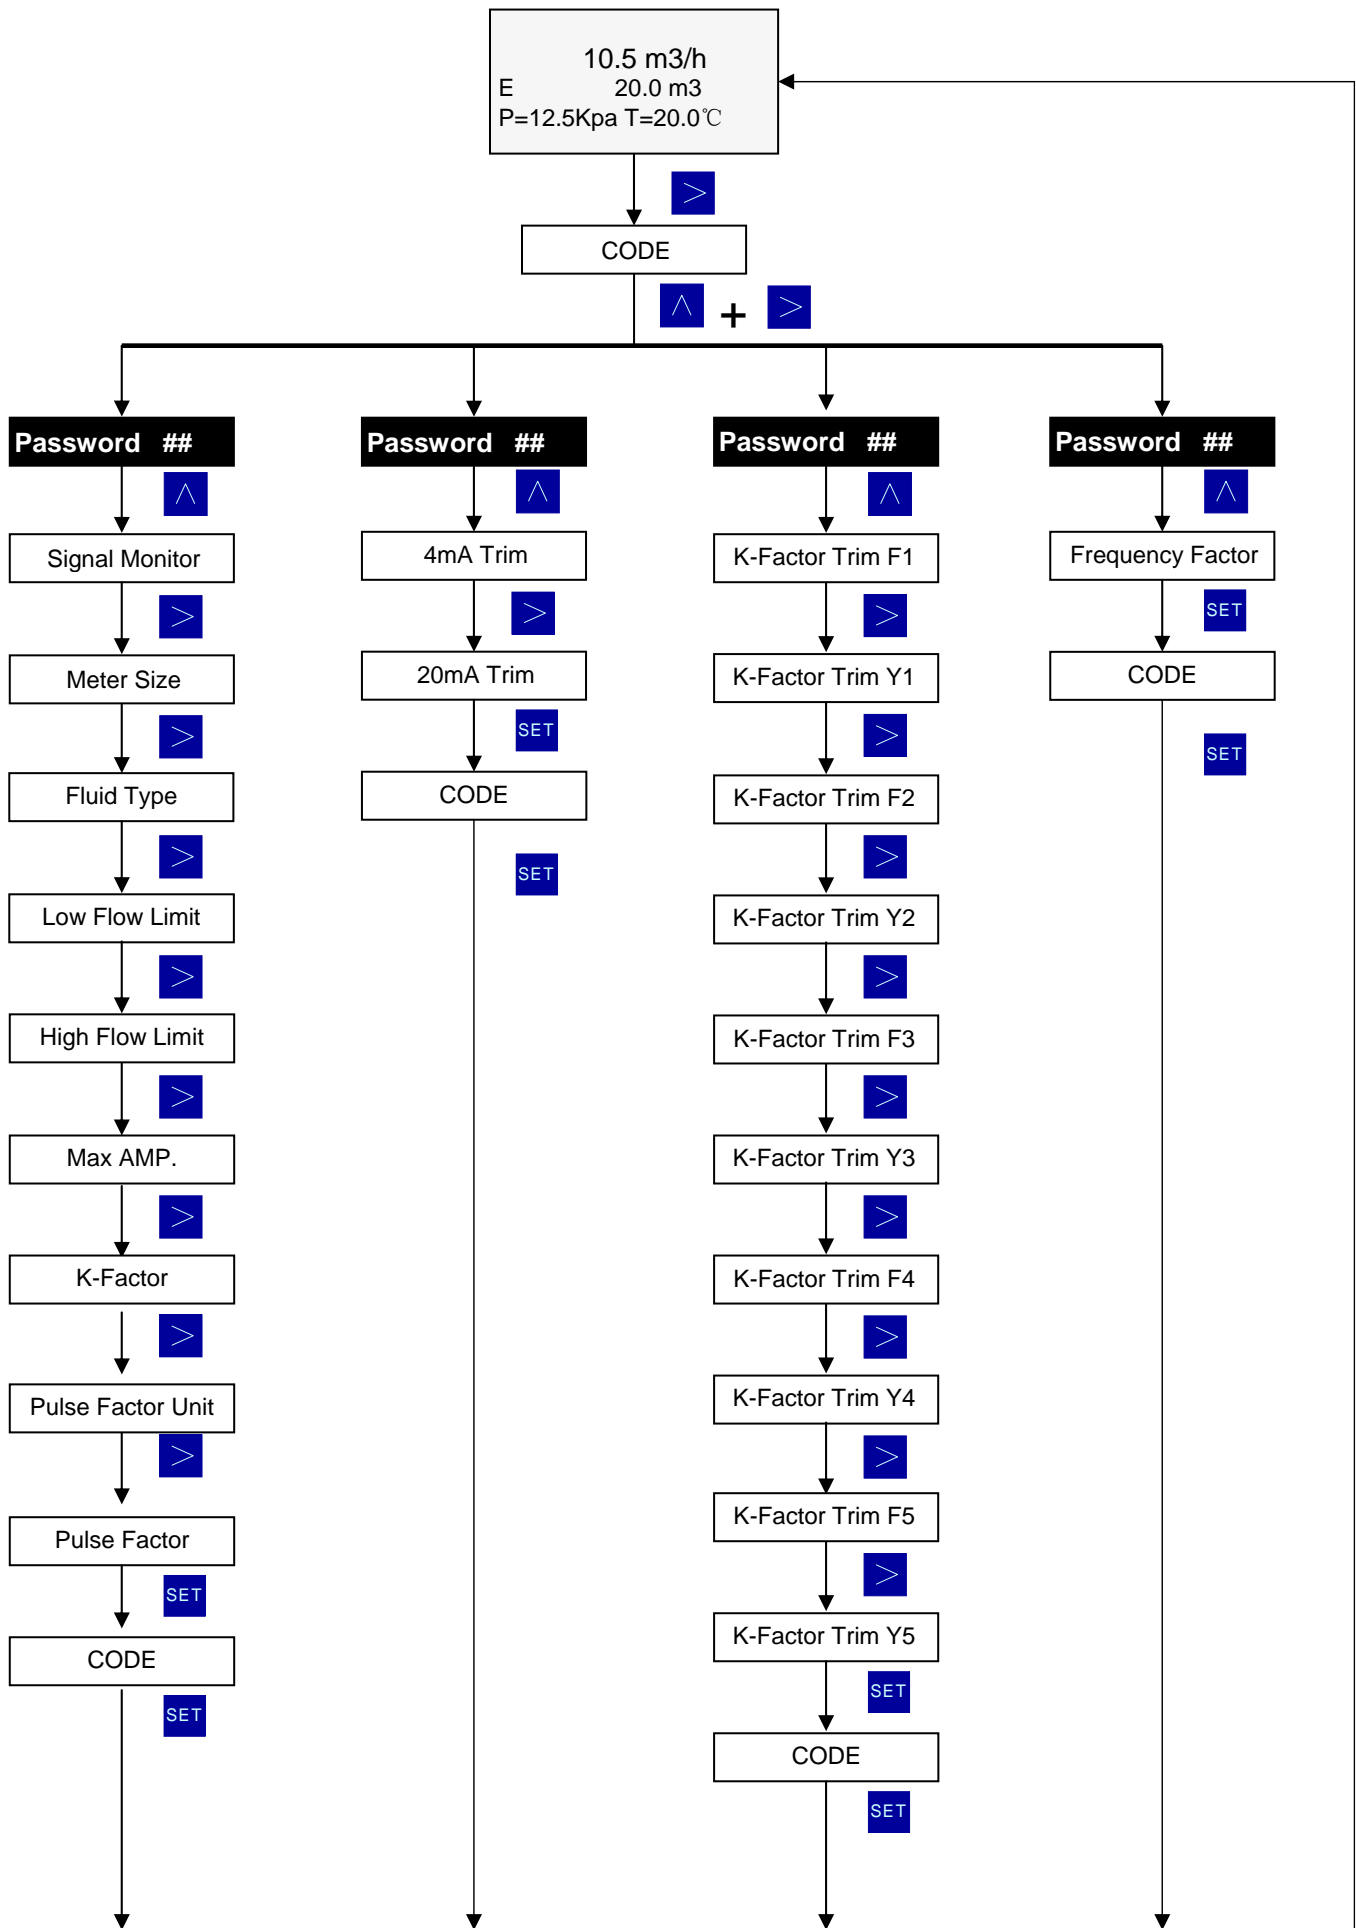 10.5 m3/h
E 20.0 m3
P=12.5Kpa T=20.0℃
>
CODE
∧ + >
Password ##
∧
Signal Monitor
>
Meter Size
>
Fluid Type
>
Low Flow Limit
>
High Flow Limit
>
Max AMP.
>
K-Factor
>
Pulse Factor Unit
>
Pulse Factor
SET
CODE
SET
Password ##
∧
4mA Trim
>
20mA Trim
SET
CODE
SET
Password ##
∧
K-Factor Trim F1
>
K-Factor Trim Y1
>
K-Factor Trim F2
>
K-Factor Trim Y2
>
K-Factor Trim F3
>
K-Factor Trim Y3
>
K-Factor Trim F4
>
K-Factor Trim Y4
>
K-Factor Trim F5
>
K-Factor Trim Y5
SET
CODE
SET
Password ##
∧
Frequency Factor
SET
CODE
SET